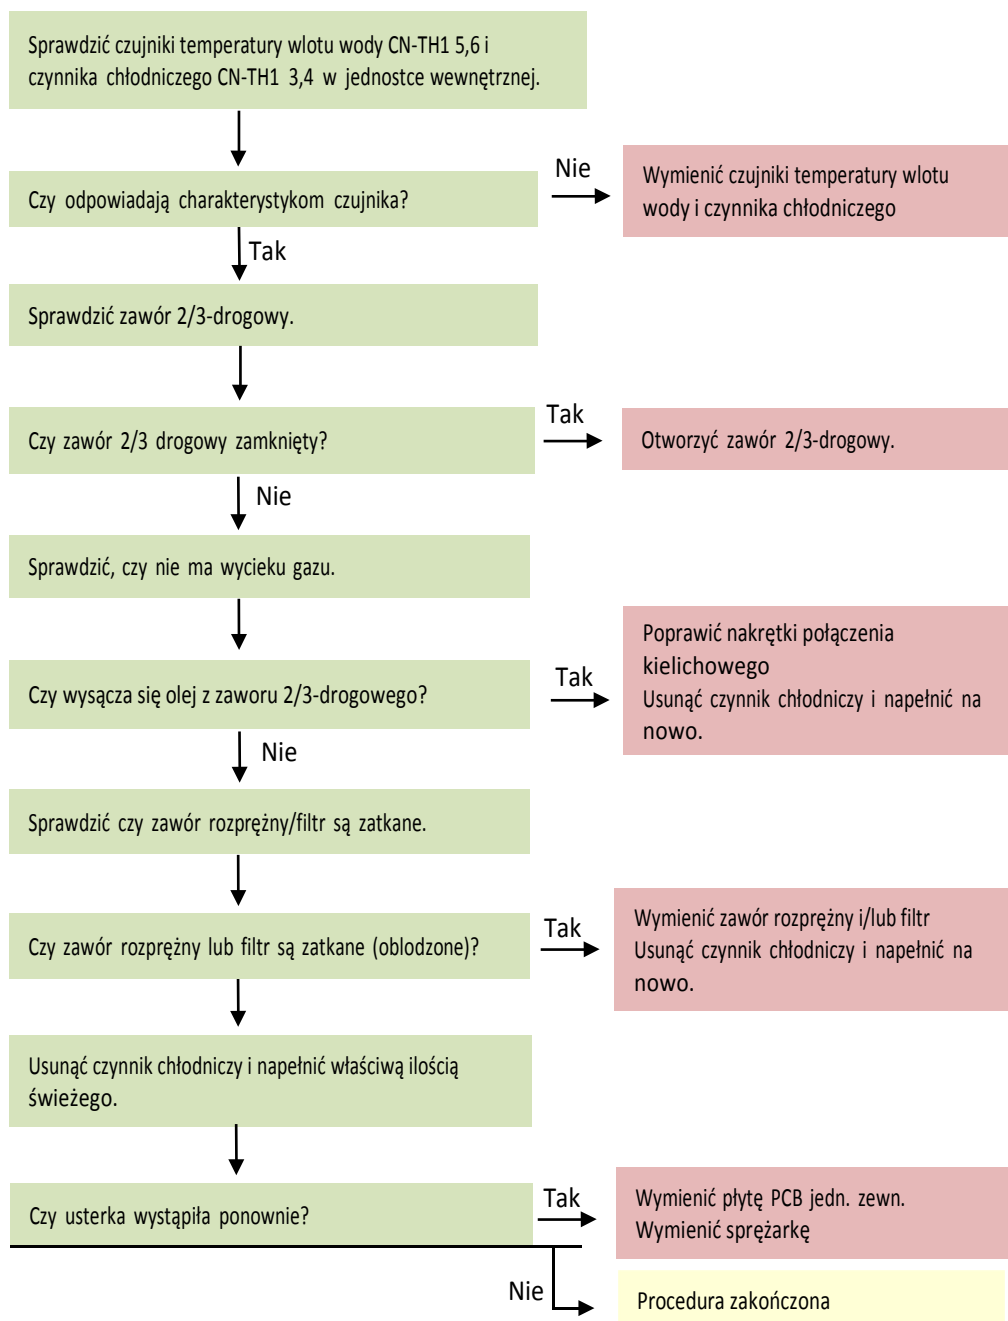 Sprawdzić czujniki temperatury wlotu wody CN-TH1 5,6 i
czynnika chłodniczego CN-TH1 3,4 w jednostce wewnętrznej.
Czy odpowiadają charakterystykom czujnika?
Nie
Wymienić czujniki temperatury wlotu
wody i czynnika chłodniczego
Tak
Sprawdzić zawór 2/3-drogowy.
Czy zawór 2/3 drogowy zamknięty?
Tak
Otworzyć zawór 2/3-drogowy.
Nie
Sprawdzić, czy nie ma wycieku gazu.
Czy wysącza się olej z zaworu 2/3-drogowego?
Tak
Poprawić nakrętki połączenia
kielichowego
Usunąć czynnik chłodniczy i napełnić na
nowo.
Nie
Sprawdzić czy zawór rozprężny/filtr są zatkane.
Czy zawór rozprężny lub filtr są zatkane (oblodzone)?
Tak
Wymienić zawór rozprężny i/lub filtr
Usunąć czynnik chłodniczy i napełnić na
nowo.
Usunąć czynnik chłodniczy i napełnić właściwą ilością
świeżego.
Czy usterka wystąpiła ponownie?
Tak
Wymienić płytę PCB jedn. zewn.
Wymienić sprężarkę
Nie
Procedura zakończona